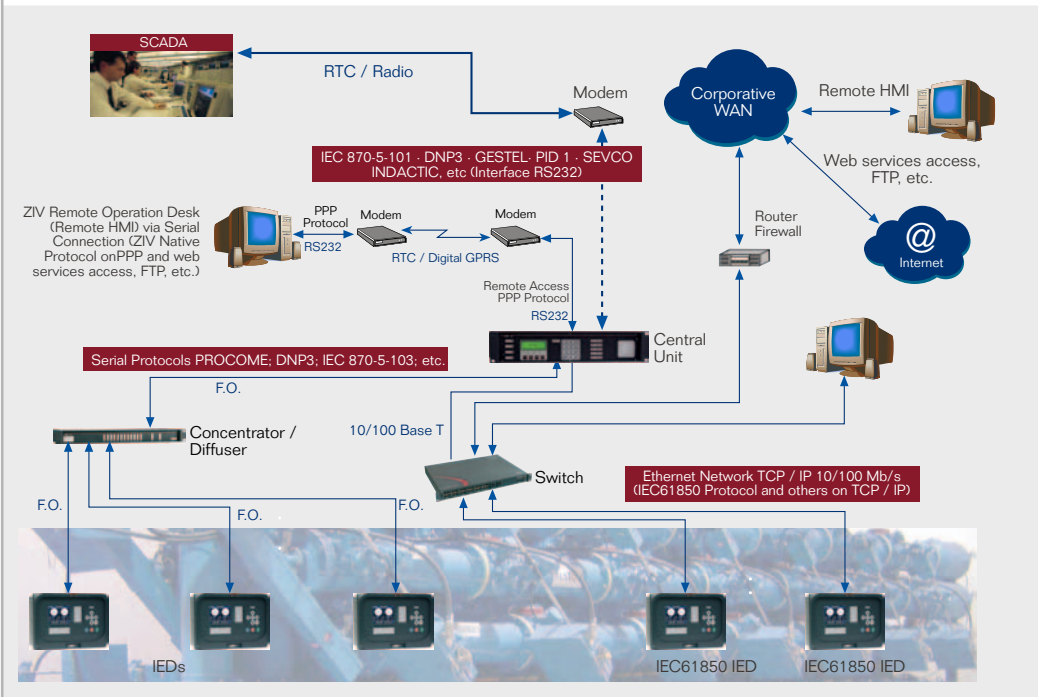 SCADA
RTC / Radio
Modem
Corporative
WAN
Remote HMI
IEC 870-5-101 · DNP3 · GESTEL· PID 1 · SEVCO
INDACTIC, etc (Interface RS232)
Web services access,
FTP, etc.
ZIV Remote Operation Desk
(Remote HMI) via Serial
Connection (ZIV Native
Protocol onPPP and web
services access, FTP, etc.)
PPP
Protocol
RS232
Modem
Modem
RTC / Digital GPRS
Router
Firewall
@
Internet
Remote Access
PPP Protocol
RS232
Central
Unit
Serial Protocols PROCOME; DNP3; IEC 870-5-103; etc.
F.O.
Concentrator /
Diffuser
10/100 Base T
Switch
Ethernet Network TCP / IP 10/100 Mb/s
(IEC61850 Protocol and others on TCP / IP)
F.O.
F.O.
F.O.
IEDs
IEC61850 IED
IEC61850 IED